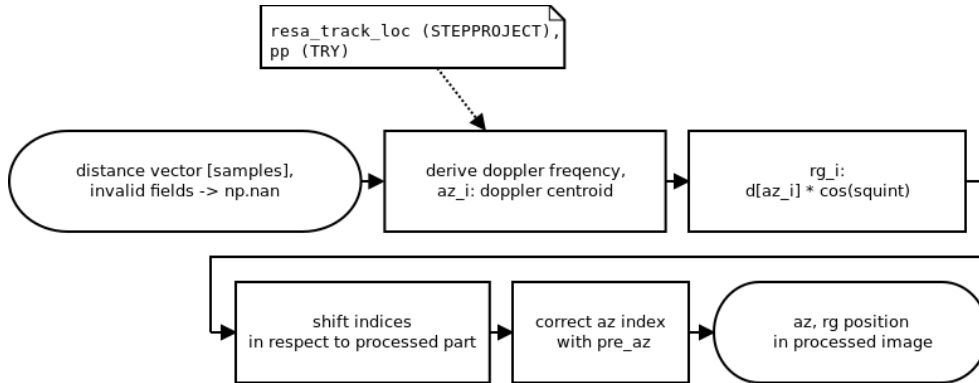 resa_track_loc (STEPPROJECT),
pp (TRY)
distance vector [samples],
invalid fields -> np.nan
derive doppler freqency,
az_i: doppler centroid
rg_i:
d[az_i] * cos(squint)
shift indices
in respect to processed part
correct az index
with pre_az
az, rg position
in processed image